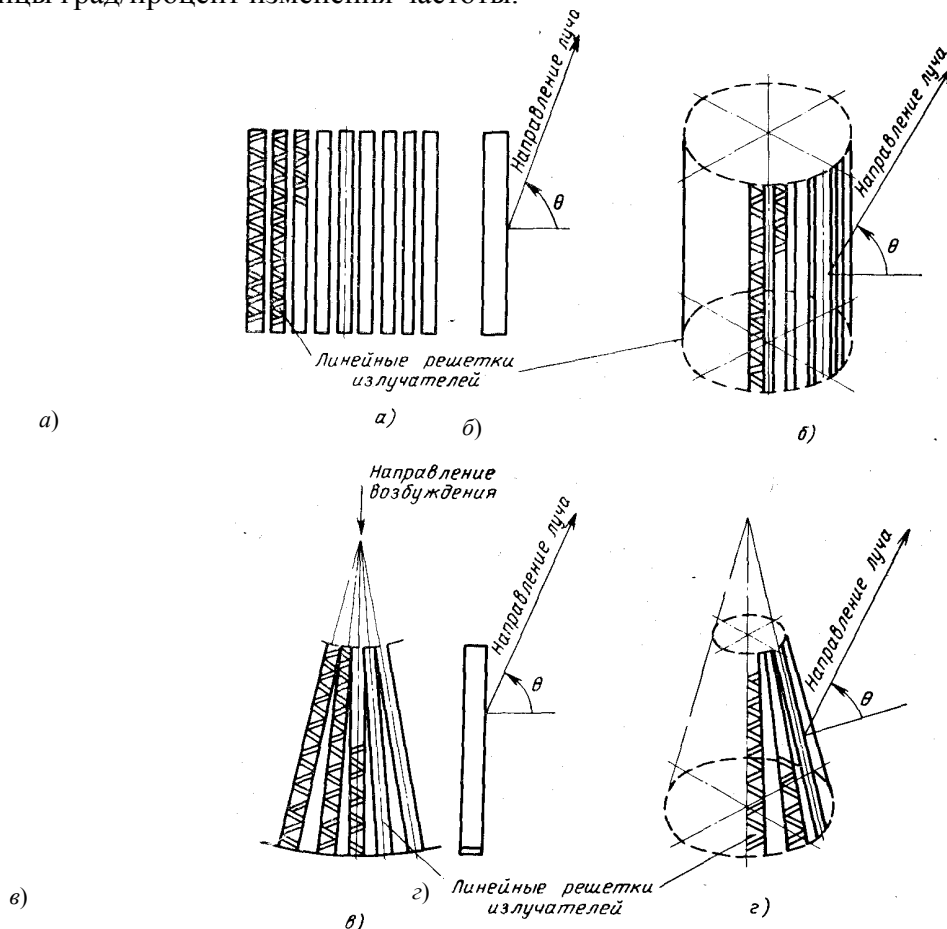 град/процент изменения частоты.
Направление луча
θ
Направление луча
θ
Линейные решетки
излучателей
а)
а)
б)
б)
Направление
возбуждения
Направление луча
θ
Направление луча
θ
Линейные решетки
излучателей
в)
в)
г)
г)